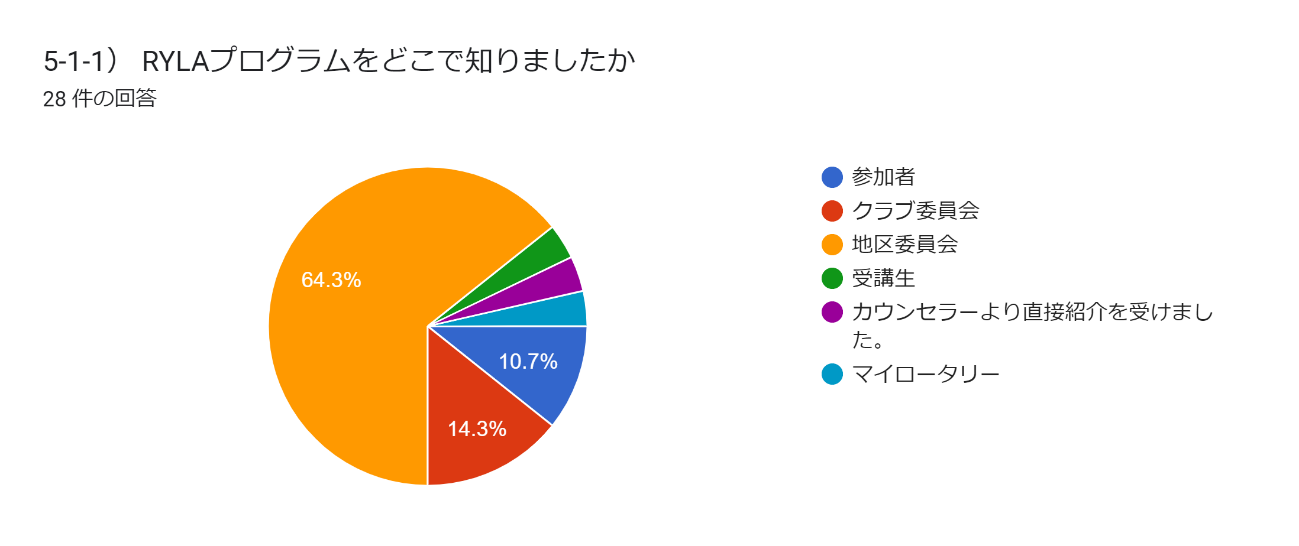 5-1-1） RYLAプログラムをどこで知りましたか
28 件の回答
64.3%
10.7%
14.3%
参加者
クラブ委員会
地区委員会
受講生
カウンセラーより直接紹介を受けまし
た。
マイロータリー